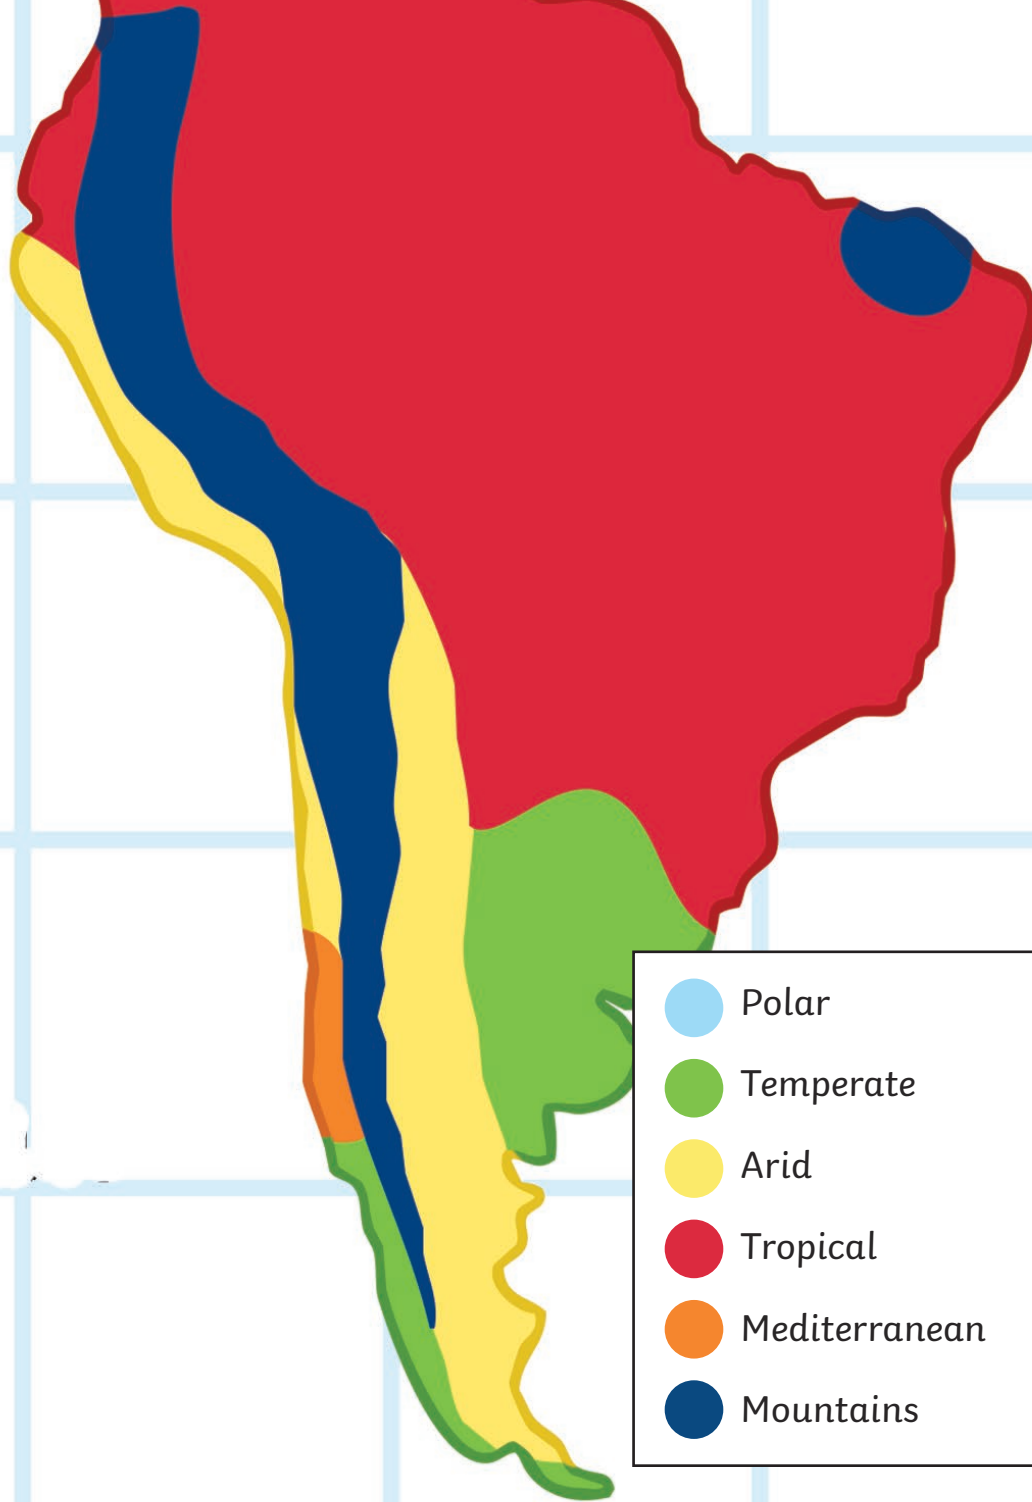 Polar
Temperate
Arid
Tropical
Mediterranean
Mountains